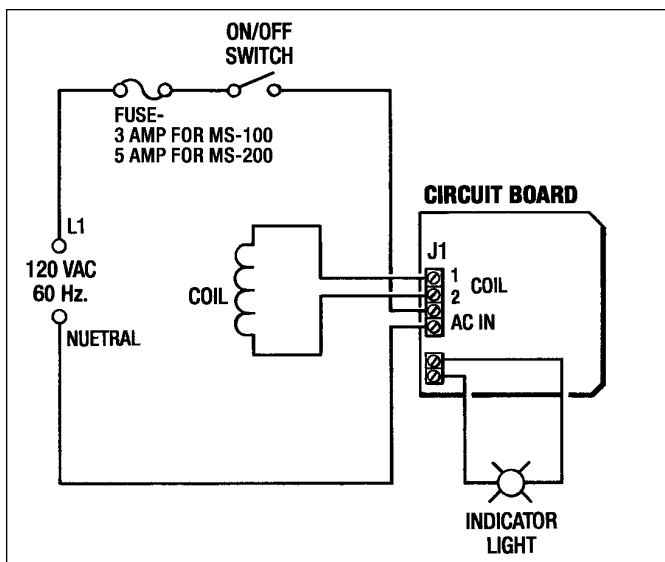 ON/OFF
SWITCH
FUSE-
3 AMP FOR MS-100
5 AMP FOR MS-200
CIRCUIT BOARD
L1
J1
120 VAC
60 Hz.
1
COIL
2
COIL
AC IN
NUETRAL
INDICATOR
LIGHT